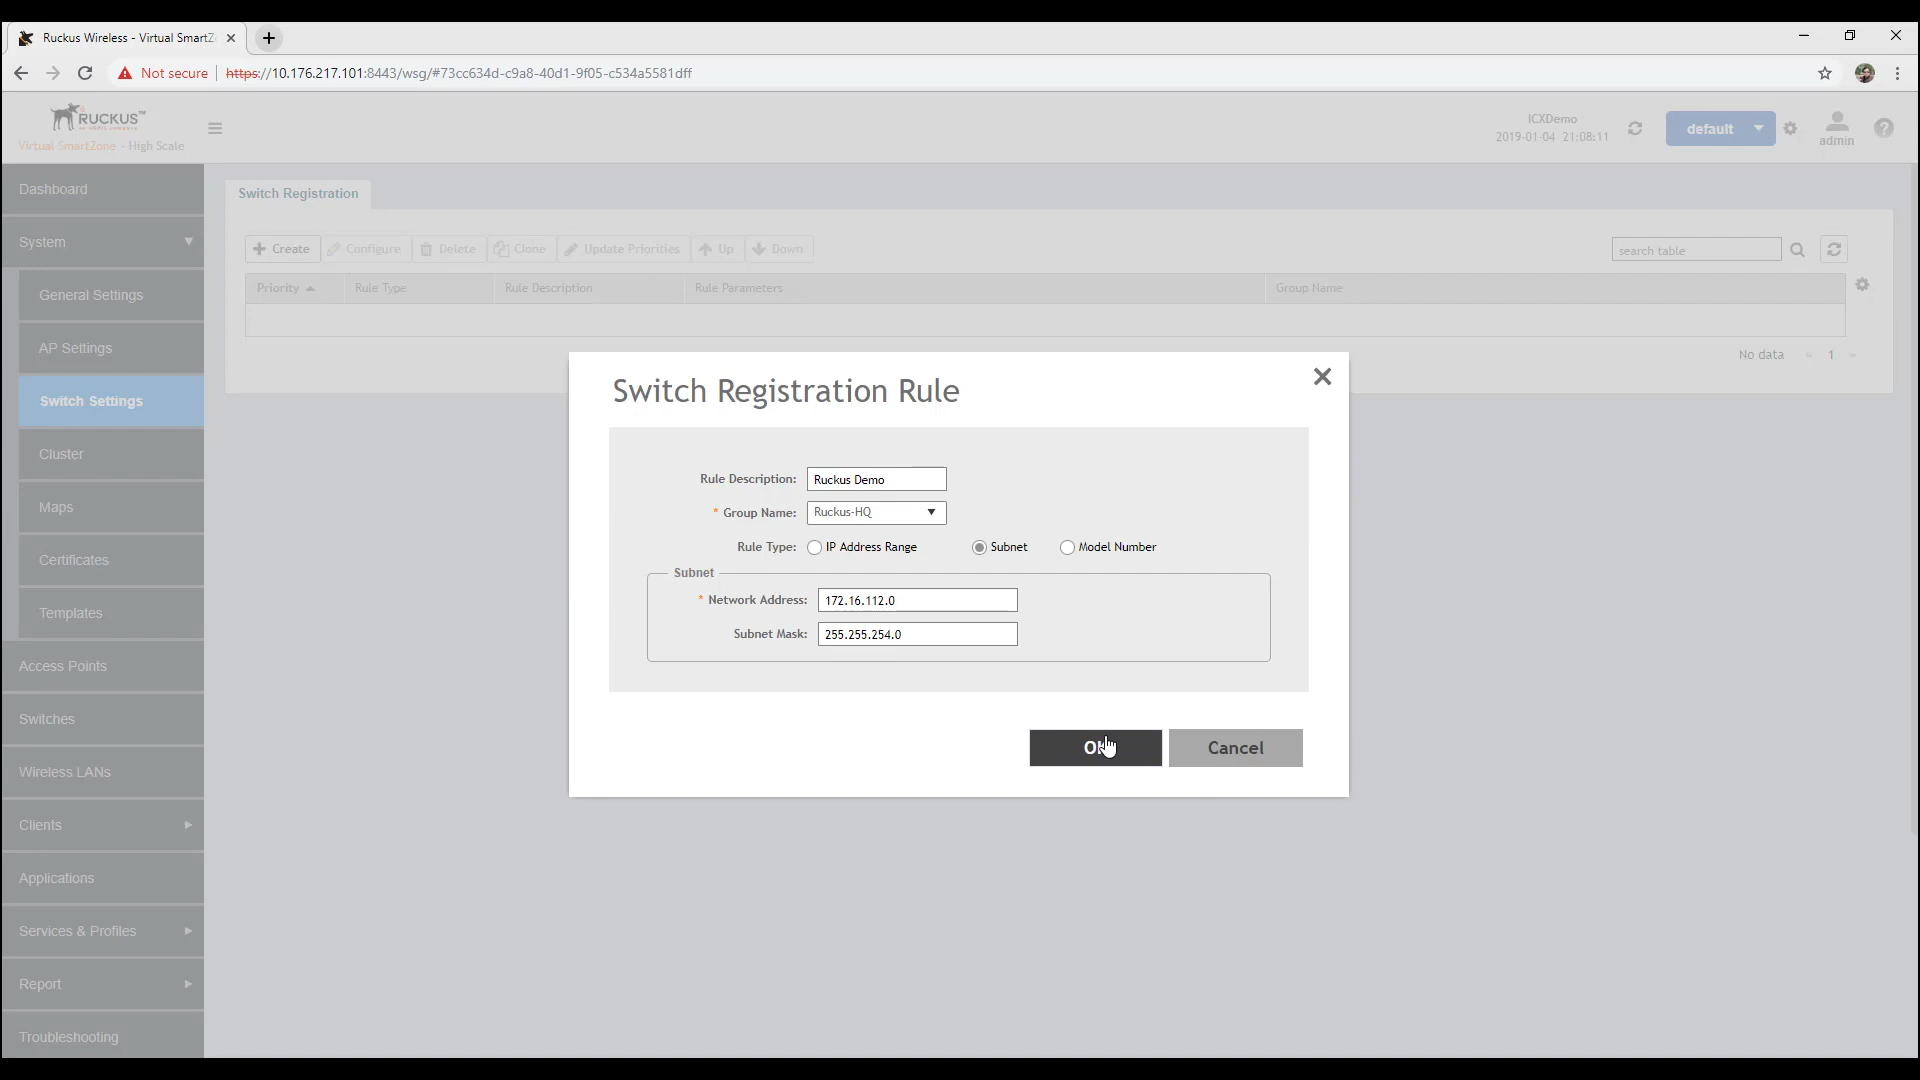 Ruckus Wireless - Virtual SmartZ
Not secure
https://10.176.217.101:8443/wsg/#73cc634d-c9a8-40d1-9f05-c534a5581dff
RUCKUS™
Virtual SmartZone - High Scale
ICXDemo
2019-01-04 21:08:11
default
admin
Dashboard
System
General Settings
AP Settings
Switch Settings
Cluster
Maps
Certificates
Templates
Access Points
Switches
Wireless LANs
Clients
Applications
Services & Profiles
Report
Troubleshooting
Switch Registration
Create Configure Delete Clone Update Priorities Up Down
search table
Priority Rule Type Rule Description Rule Parameters Group Name
No data 1
Switch Registration Rule
Rule Description: Ruckus Demo
* Group Name: Ruckus-HQ
Rule Type: IP Address Range Subnet Model Number
Subnet
* Network Address: 172.16.112.0
Subnet Mask: 255.255.254.0
OK Cancel